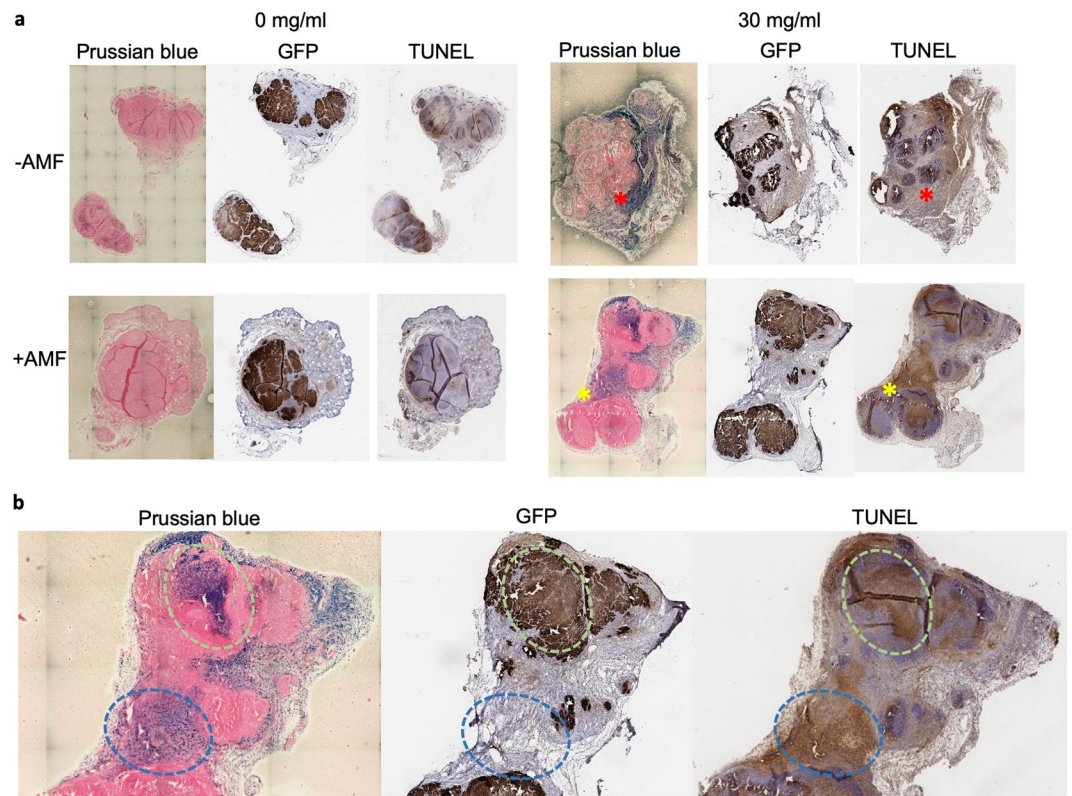 a
0 mg/ml
30 mg/ml
Prussian blue GFP TUNEL Prussian blue GFP TUNEL
-AMF
*
*
+AMF
*
*
b
Prussian blue GFP TUNEL